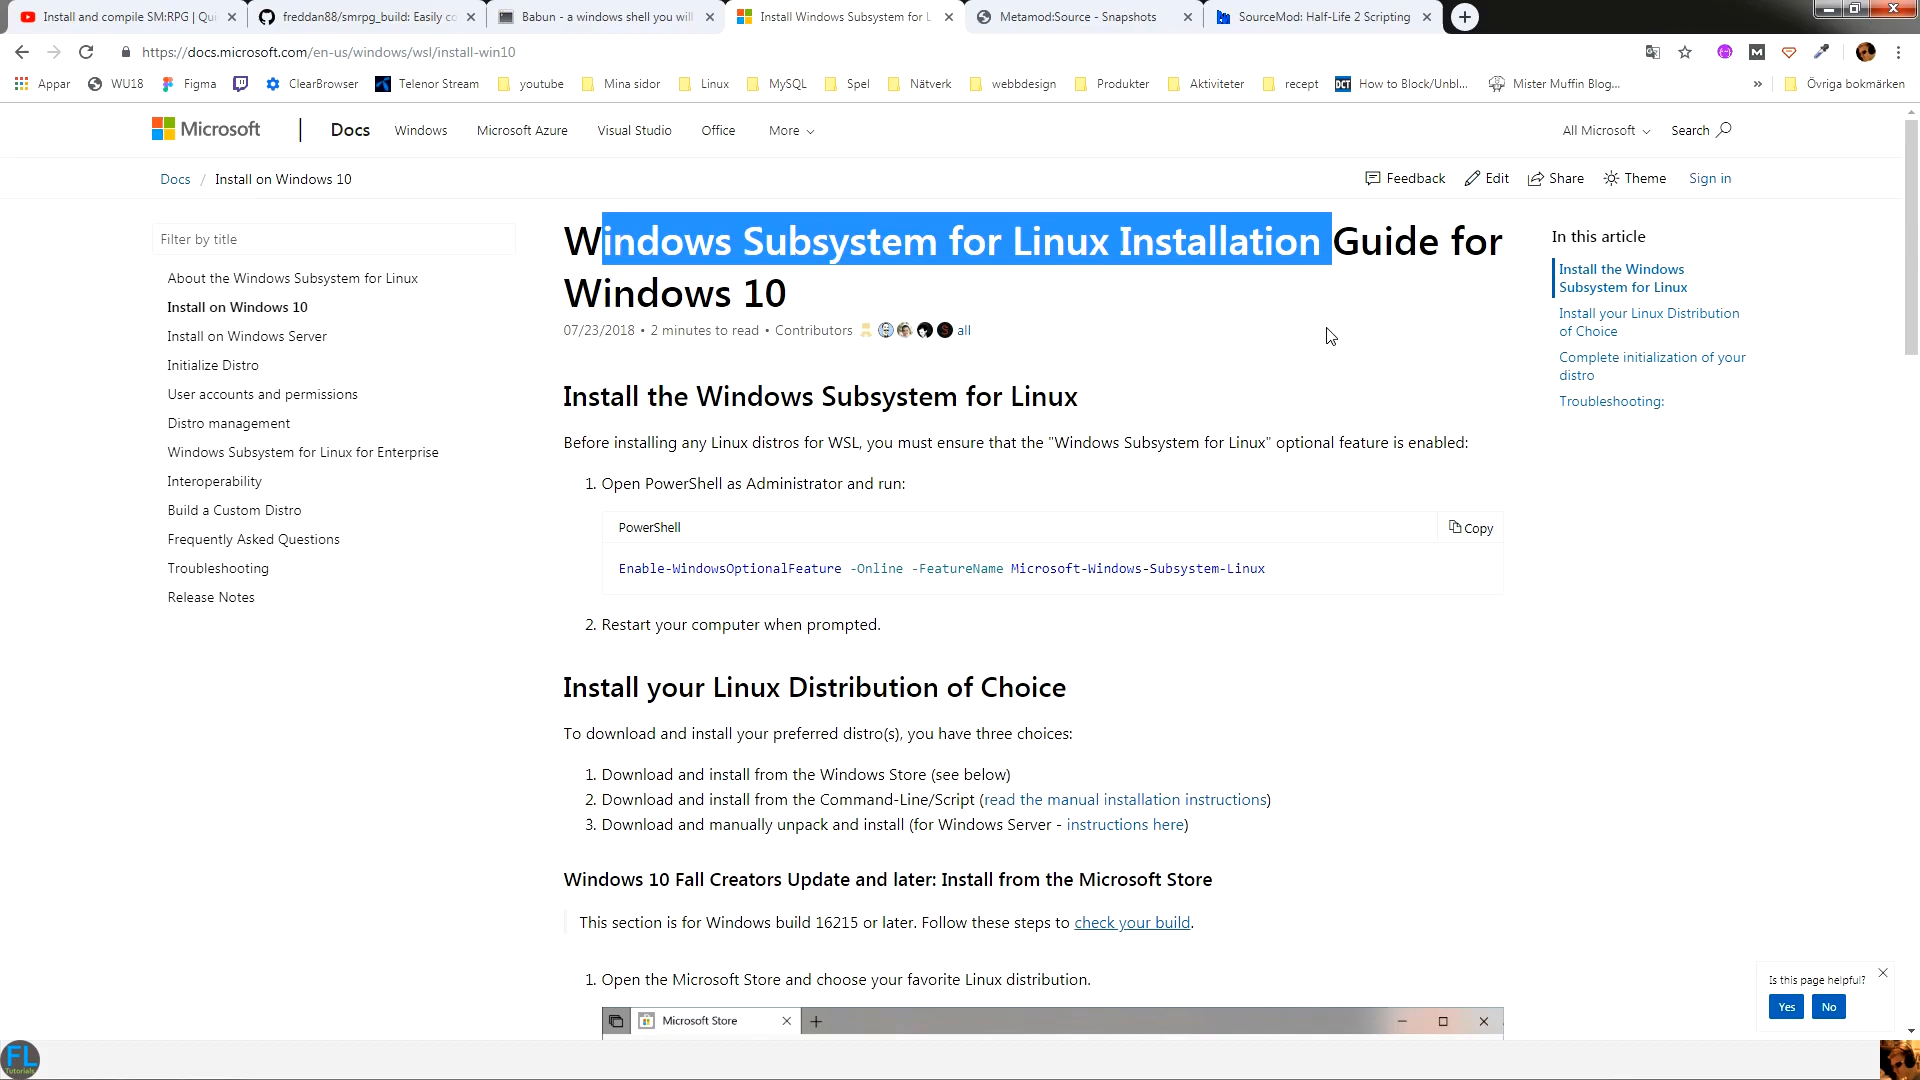 Install and compile SM:RPG | Qu
freddan88/smrpg_build: Easily co
Babun - a windows shell you will
Install Windows Subsystem for L
Metamod:Source - Snapshots
SourceMod: Half-Life 2 Scripting
https://docs.microsoft.com/en-us/windows/wsl/install-win10
Appar
WU18
Figma
ClearBrowser
Telenor Stream
youtube
Mina sidor
Linux
MySQL
Spel
Nätverk
webbdesign
Produkter
Aktiviteter
recept
DCT How to Block/Unbl...
Mister Muffin Blog...
»
Övriga bokmärken
Microsoft
Docs
Windows
Microsoft Azure
Visual Studio
Office
More
All Microsoft
Search
Docs / Install on Windows 10
Feedback
Edit
Share
Theme
Sign in
Filter by title
About the Windows Subsystem for Linux
Install on Windows 10
Install on Windows Server
Initialize Distro
User accounts and permissions
Distro management
Windows Subsystem for Linux for Enterprise
Interoperability
Build a Custom Distro
Frequently Asked Questions
Troubleshooting
Release Notes
Windows Subsystem for Linux Installation Guide for
Windows 10
07/23/2018 • 2 minutes to read • Contributors all
Install the Windows Subsystem for Linux
Before installing any Linux distros for WSL, you must ensure that the "Windows Subsystem for Linux" optional feature is enabled:
1. Open PowerShell as Administrator and run:
PowerShell
Copy
Enable-WindowsOptionalFeature -Online -FeatureName Microsoft-Windows-Subsystem-Linux
2. Restart your computer when prompted.
Install your Linux Distribution of Choice
To download and install your preferred distro(s), you have three choices:
1. Download and install from the Windows Store (see below)
2. Download and install from the Command-Line/Script (read the manual installation instructions)
3. Download and manually unpack and install (for Windows Server - instructions here)
Windows 10 Fall Creators Update and later: Install from the Microsoft Store
This section is for Windows build 16215 or later. Follow these steps to check your build.
1. Open the Microsoft Store and choose your favorite Linux distribution.
Microsoft Store
In this article
Install the Windows
Subsystem for Linux
Install your Linux Distribution
of Choice
Complete initialization of your
distro
Troubleshooting:
Is this page helpful?
Yes
No
FL
Tutorials